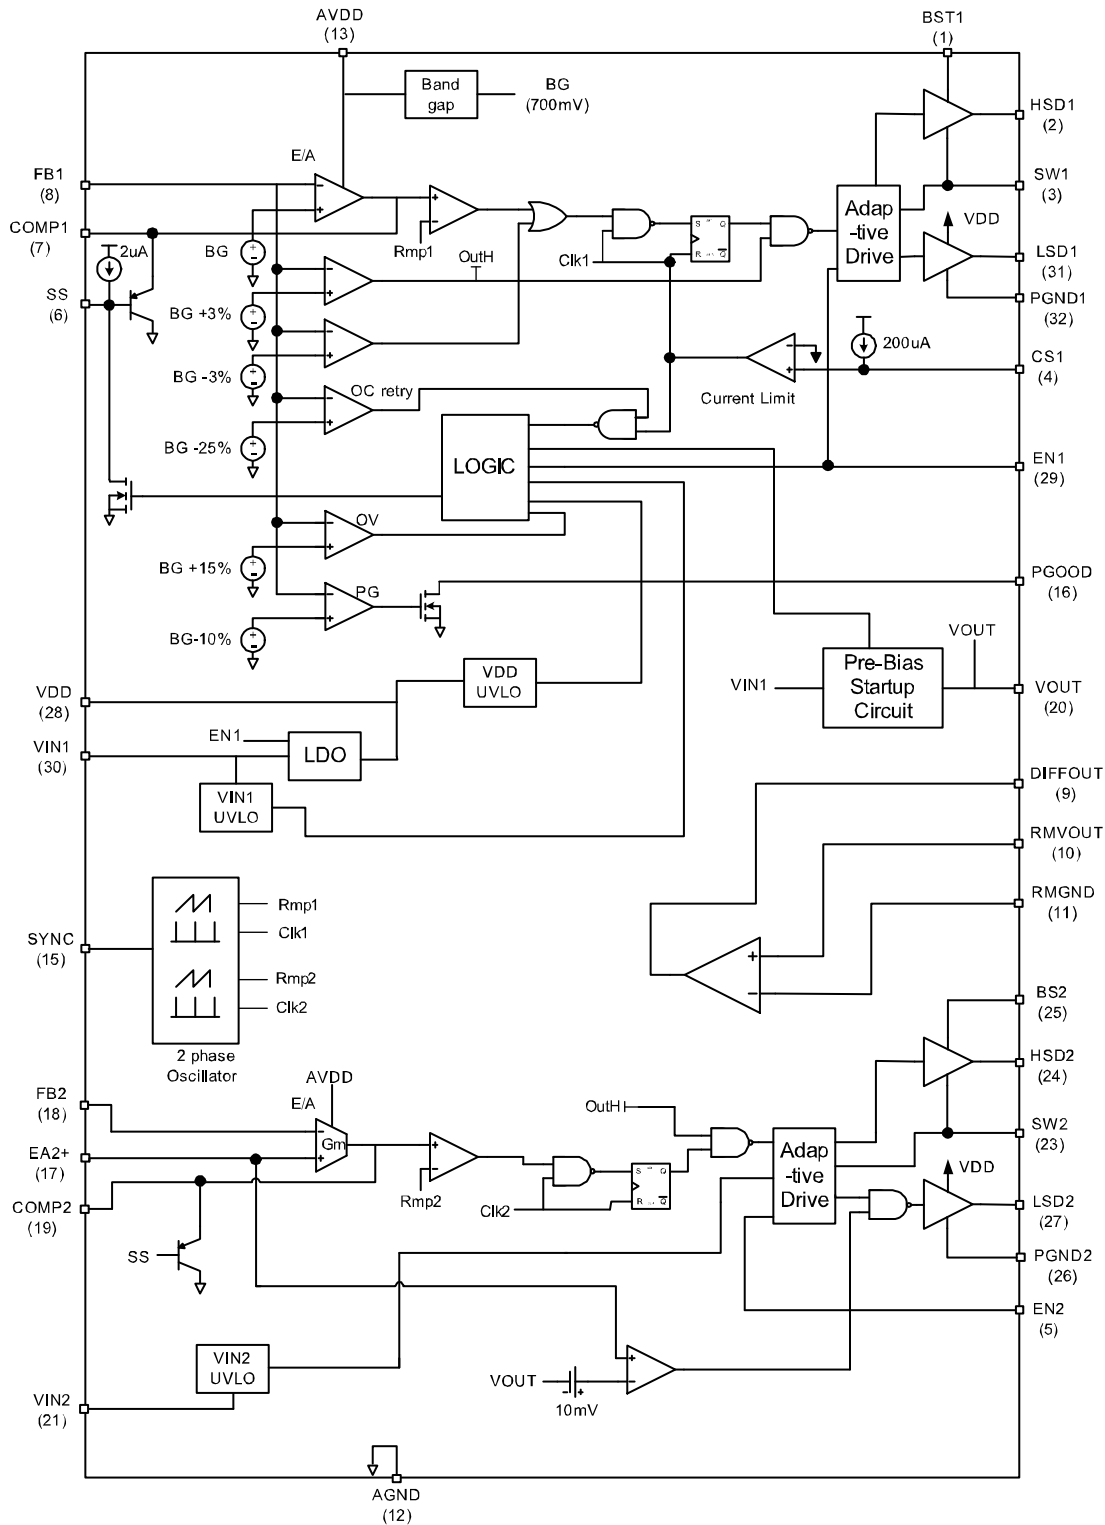 AVDD
(13)
BST1
(1)
Band
gap
BG
(700mV)
HSD1
(2)
E/A
FB1
(8)
SW1
(3)
COMP1
(7)
2uA
BG
Rmp1
Clk1
OutH
S Q
R Q
Adap
-tive
Drive
VDD
LSD1
(31)
SS
(6)
BG +3%
PGND1
(32)
BG -3%
200uA
CS1
(4)
Current Limit
OC retry
BG -25%
LOGIC
EN1
(29)
OV
BG +15%
PG
PGOOD
(16)
BG-10%
VOUT
VDD
UVLO
VIN1
Pre-Bias
Startup
Circuit
VOUT
(20)
VDD
(28)
EN1
LDO
VIN1
(30)
VIN1
UVLO
DIFFOUT
(9)
RMVOUT
(10)
RMGND
(11)
Rmp1
Clk1
SYNC
(15)
Rmp2
Clk2
2 phase
Oscillator
BS2
(25)
HSD2
(24)
AVDD
E/A
FB2
(18)
Gm
OutH
SW2
(23)
EA2+
(17)
Adap
-tive
Drive
VDD
S Q
R Q
Rmp2
Clk2
COMP2
(19)
LSD2
(27)
SS
PGND2
(26)
EN2
(5)
VIN2
UVLO
VOUT
10mV
VIN2
(21)
AGND
(12)